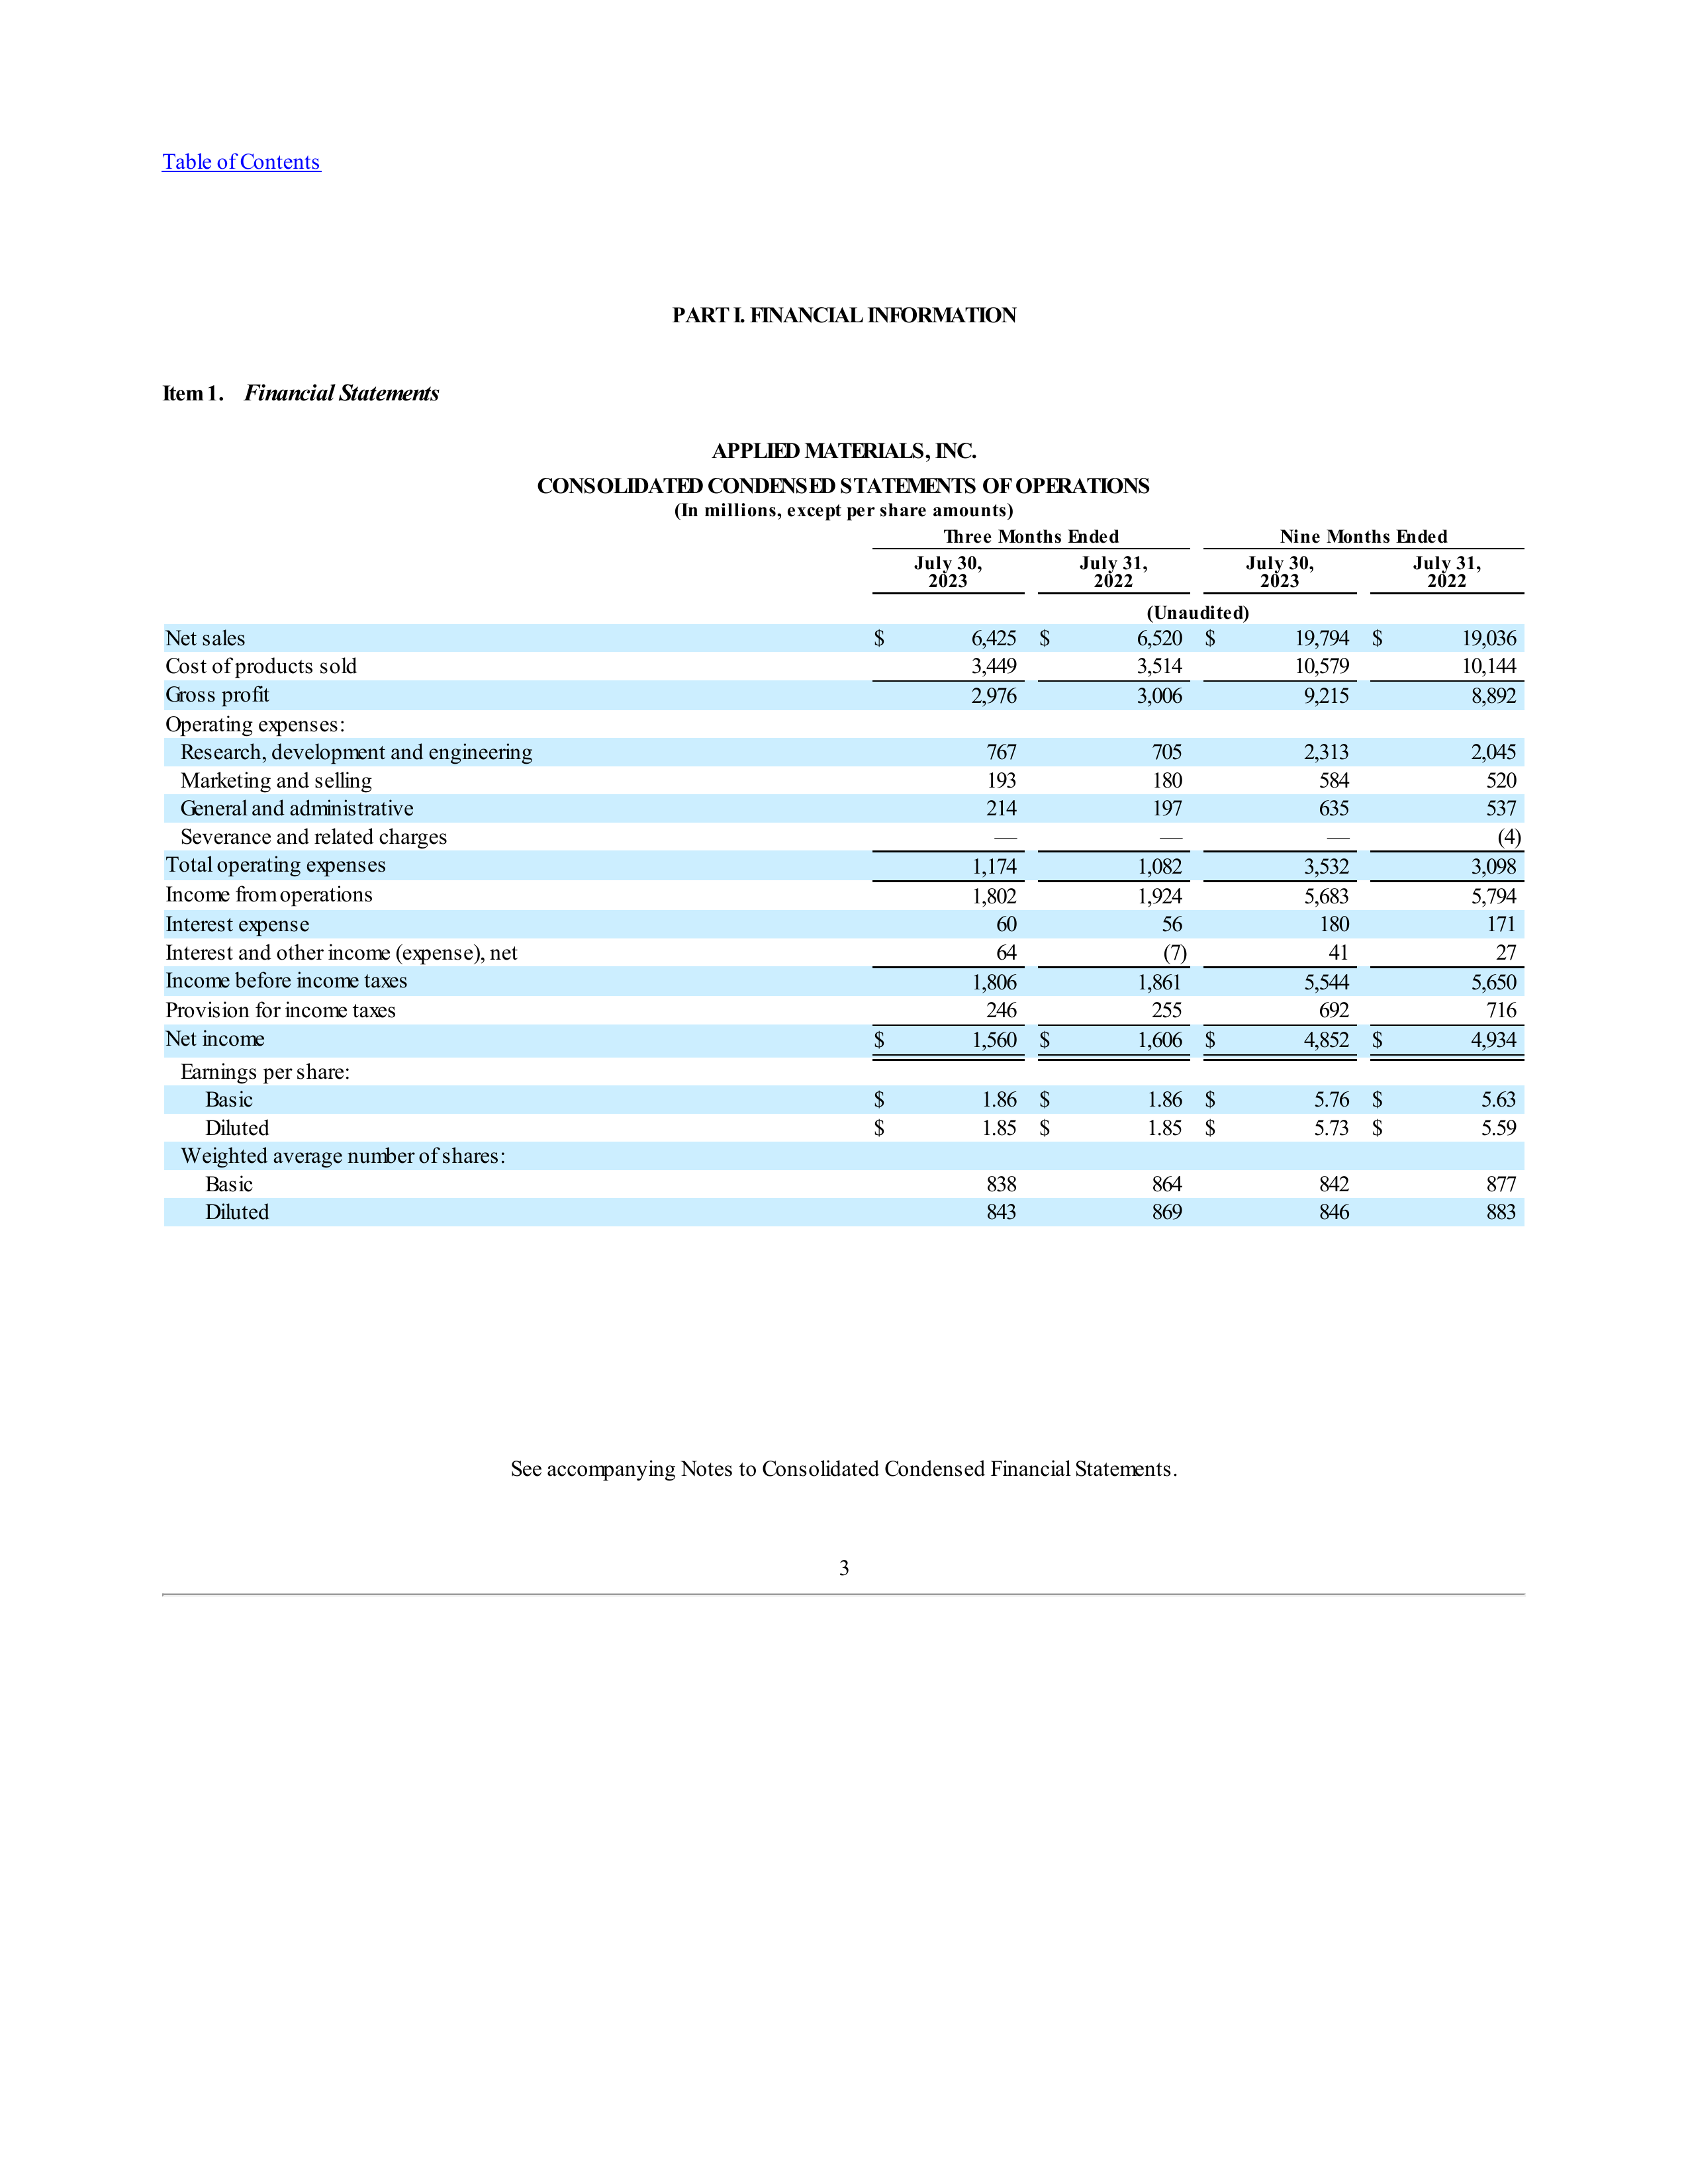 Table of Contents
PART I. FINANCIAL INFORMATION
Item 1. Financial Statements
APPLIED MATERIALS, INC.
CONSOLIDATED CONDENSED STATEMENTS OF OPERATIONS
(In millions, except per share amounts)
Three Months Ended Nine Months Ended
July 30, 2023 July 31, 2022 July 30, 2023 July 31, 2022
(Unaudited)
Net sales $ 6,425 $ 6,520 $ 19,794 $ 19,036
Cost of products sold 3,449 3,514 10,579 10,144
Gross profit 2,976 3,006 9,215 8,892
Operating expenses:
Research, development and engineering 767 705 2,313 2,045
Marketing and selling 193 180 584 520
General and administrative 214 197 635 537
Severance and related charges — — — (4)
Total operating expenses 1,174 1,082 3,532 3,098
Income from operations 1,802 1,924 5,683 5,794
Interest expense 60 56 180 171
Interest and other income (expense), net 64 (7) 41 27
Income before income taxes 1,806 1,861 5,544 5,650
Provision for income taxes 246 255 692 716
Net income $ 1,560 $ 1,606 $ 4,852 $ 4,934
Earnings per share:
Basic $ 1.86 $ 1.86 $ 5.76 $ 5.63
Diluted $ 1.85 $ 1.85 $ 5.73 $ 5.59
Weighted average number of shares:
Basic 838 864 842 877
Diluted 843 869 846 883
See accompanying Notes to Consolidated Condensed Financial Statements.
3